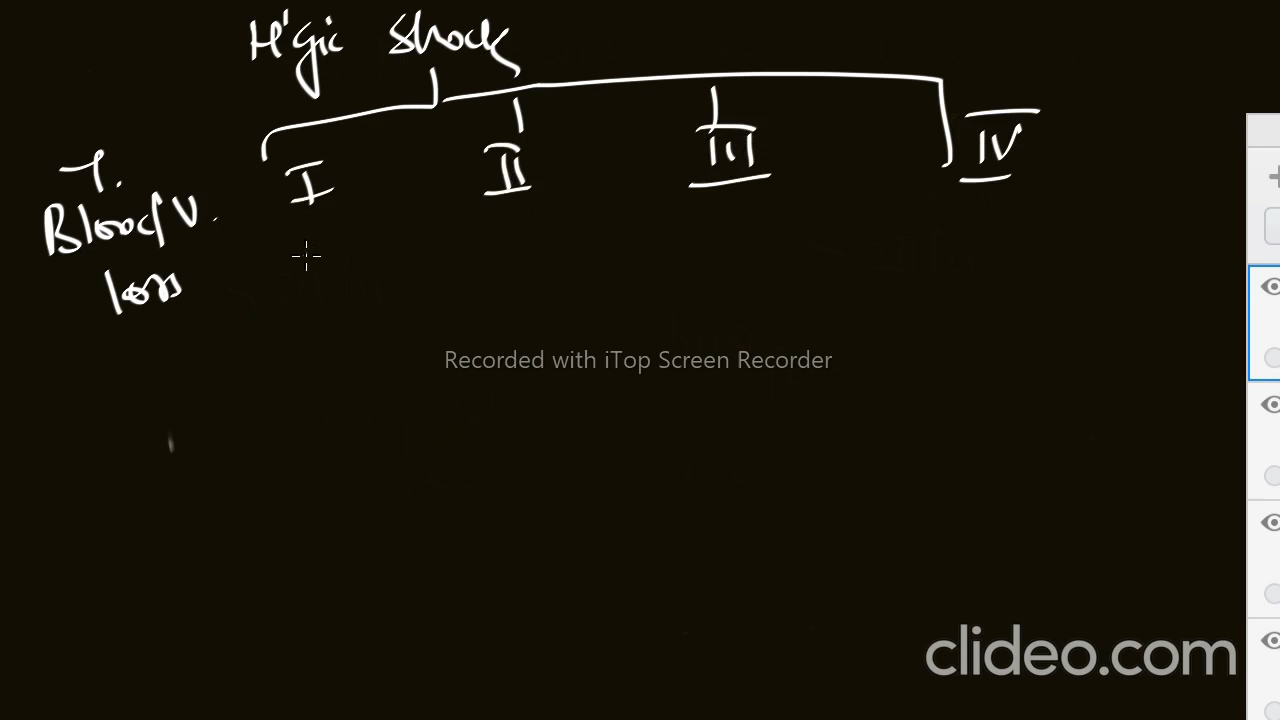 H'gic Shock
I II III IV
T.
Blood V.
loss
Recorded with iTop Screen Recorder
clideo.com